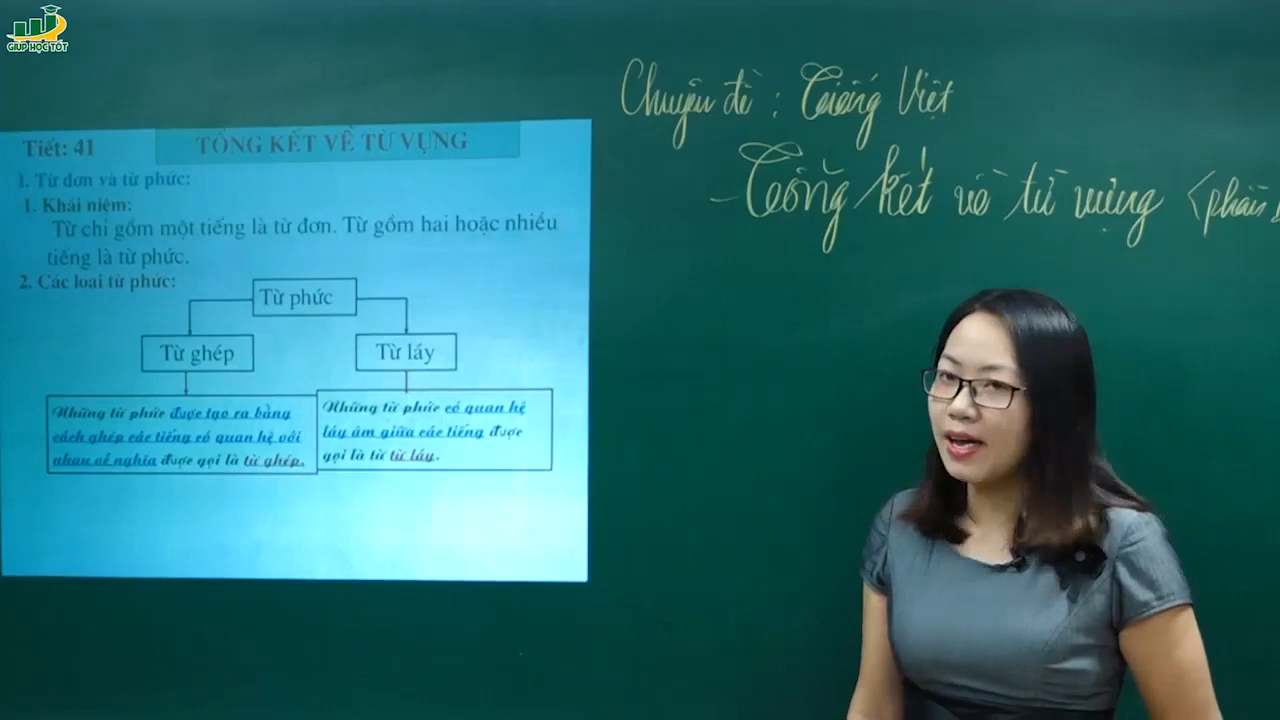 GIÚP HỌC TỐT
Chuyên đề : Tiếng Việt
- Tổng kết về từ vựng <phần
Tiết: 41
TỔNG KẾT VỀ TỪ VỰNG
I. Từ đơn và từ phức:
1. Khái niệm:
Từ chỉ gồm một tiếng là từ đơn. Từ gồm hai hoặc nhiều
tiếng là từ phức.
2. Các loại từ phức:
Từ phức
Từ ghép
Từ láy
Những từ phức được tạo ra bằng
cách ghép các tiếng có quan hệ với
nhau về nghĩa được gọi là từ ghép.
Những từ phức có quan hệ
láy âm giữa các tiếng được
gọi là từ từ láy.